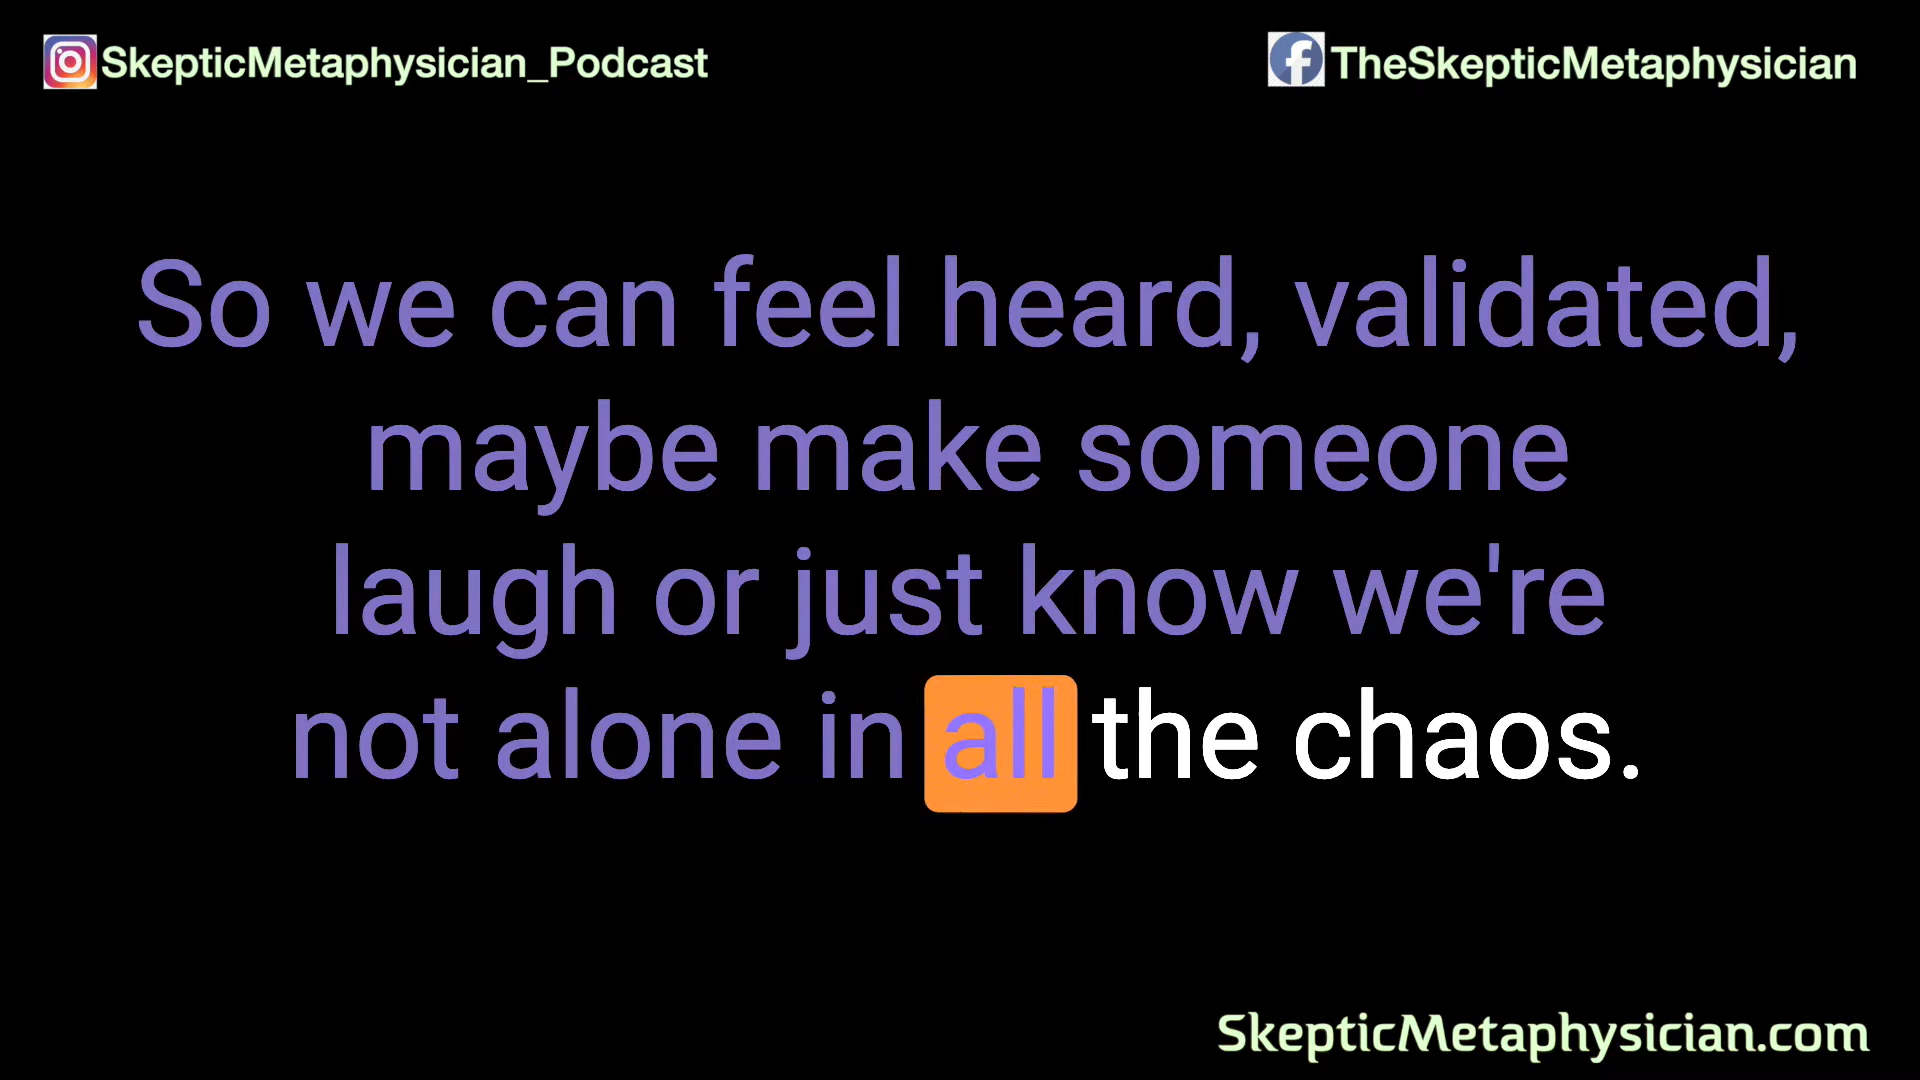 SkepticMetaphysician_Podcast
TheSkepticMetaphysician
So we can feel heard, validated,
maybe make someone
laugh or just know we're
not alone in all the chaos.
SkepticMetaphysician.com